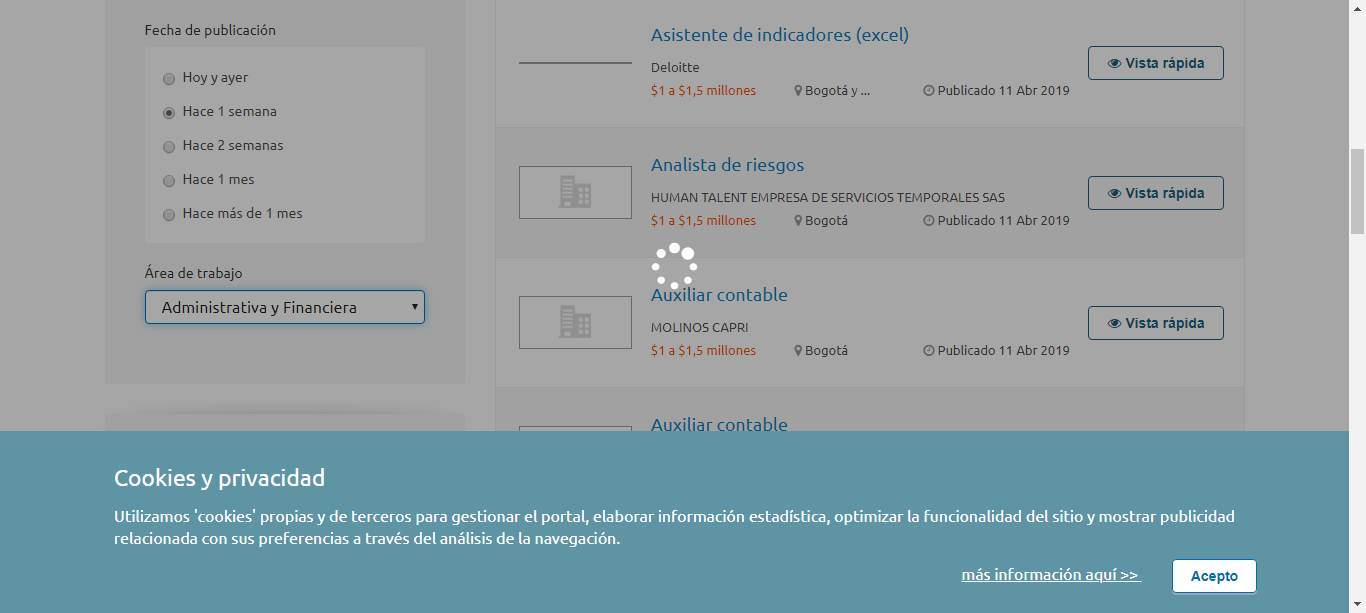 Fecha de publicación
Hoy y ayer
Hace 1 semana
Hace 2 semanas
Hace 1 mes
Hace más de 1 mes
Área de trabajo
Administrativa y Financiera
Asistente de indicadores (excel)
Deloitte
$1 a $1,5 millones Bogotá y ... Publicado 11 Abr 2019
Vista rápida
Analista de riesgos
HUMAN TALENT EMPRESA DE SERVICIOS TEMPORALES SAS
$1 a $1,5 millones Bogotá Publicado 11 Abr 2019
Vista rápida
Auxiliar contable
MOLINOS CAPRI
$1 a $1,5 millones Bogotá Publicado 11 Abr 2019
Vista rápida
Auxiliar contable
Cookies y privacidad
Utilizamos 'cookies' propias y de terceros para gestionar el portal, elaborar información estadística, optimizar la funcionalidad del sitio y mostrar publicidad
relacionada con sus preferencias a través del análisis de la navegación.
más información aquí >>
Acepto